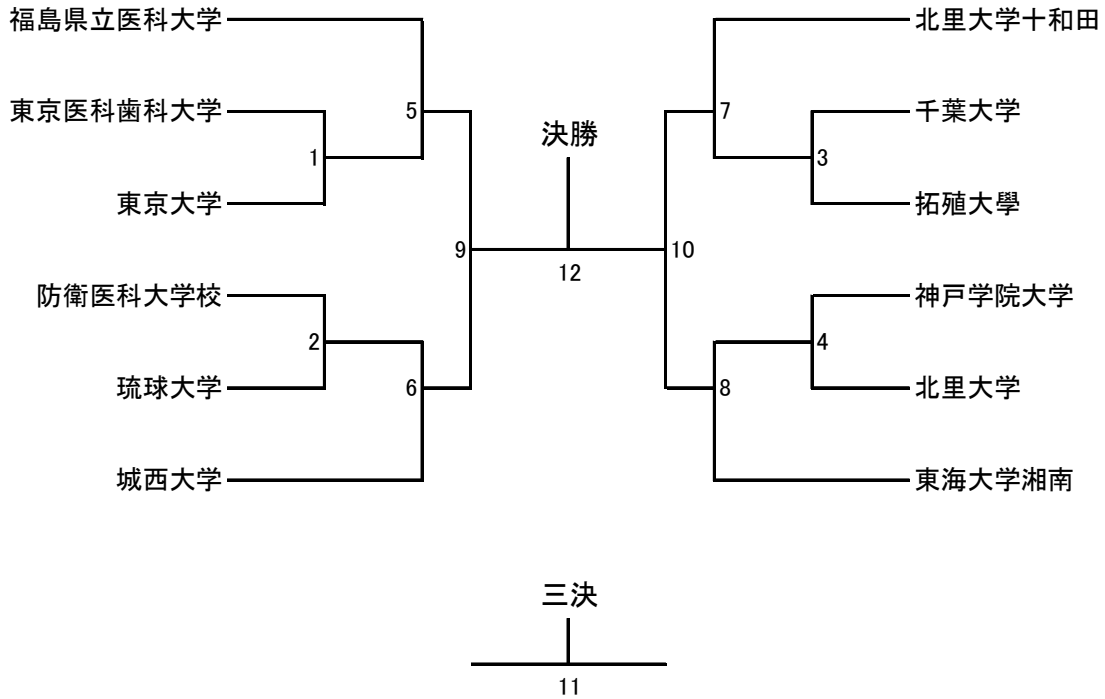 福島県立医科大学
北里大学十和田
東京医科歯科大学
5
7
千葉大学
決勝
1
3
東京大学
拓殖大學
9
10
12
防衛医科大学校
神戸学院大学
2
4
琉球大学
6
8
北里大学
城西大学
東海大学湘南
三決
11